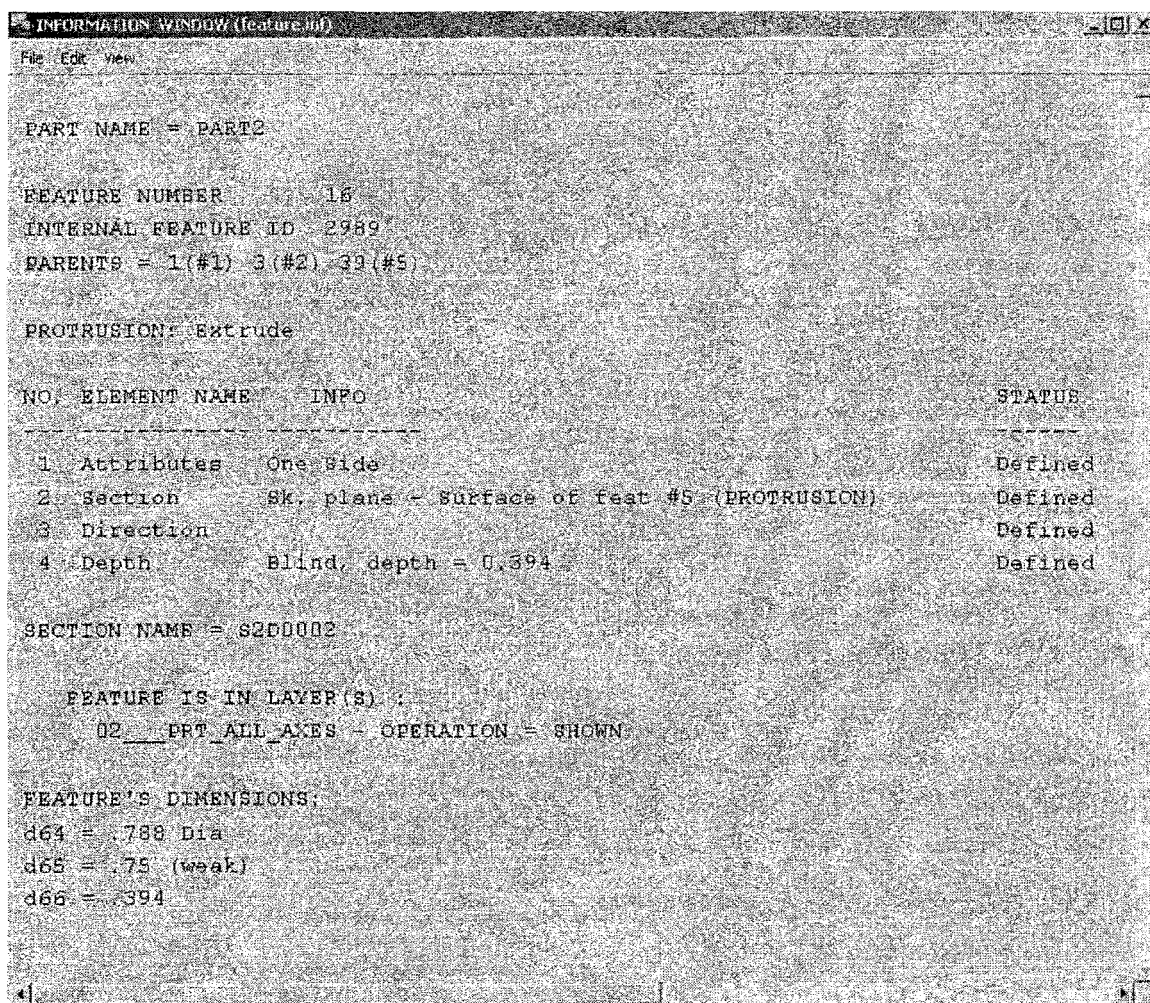 INFORMATION WINDOW (feature.inf)
File Edit View
PART NAME = PART2
FEATURE NUMBER 16
INTERNAL FEATURE ID 2989
PARENTS = 1(#1) 3(#2) 39(#5)
PROTRUSION: Extrude
NO. ELEMENT NAME INFO STATUS
--- ------------ ----------- ------
1 Attributes One Side Defined
2 Section Sk. plane - Surface of feat #5 (PROTRUSION) Defined
3 Direction Defined
4 Depth Blind, depth = 0.394 Defined
SECTION NAME = S2D0002
FEATURE IS IN LAYER(S) :
02___PRT_ALL_AXES - OPERATION = SHOWN
FEATURE'S DIMENSIONS:
d64 = .788 Dia
d65 = .75 (weak)
d66 = .394